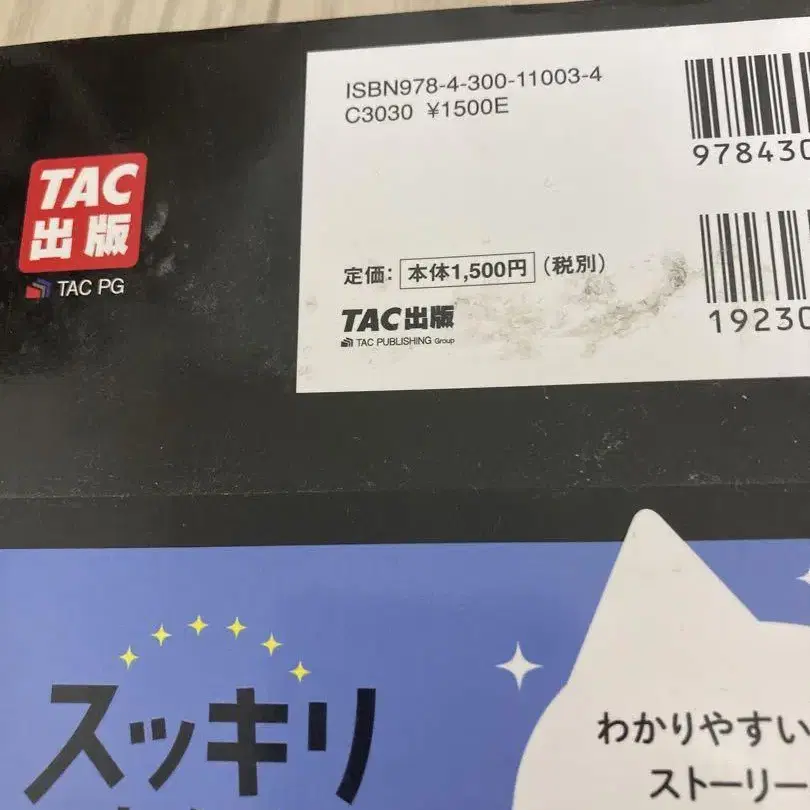 TAC
出版
TAC PG
ISBN978-4-300-11003-4
C3030 ¥1500E
978430
定価: 本体1,500円 (税別)
TAC出版
TAC PUBLISHING Group
19230
スッキリ
わかりやすい
ストーリー